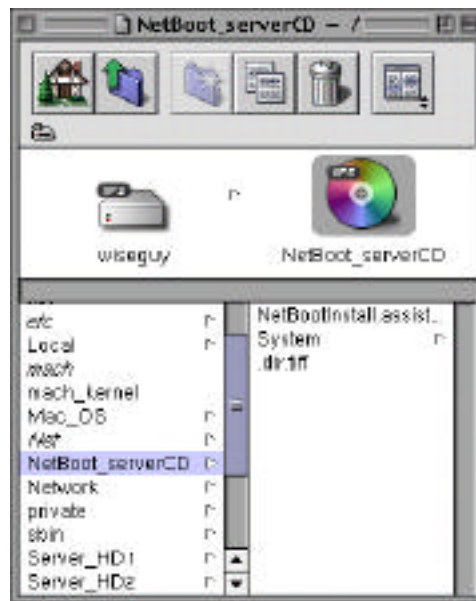 NetBoot_serverCD – /
wiseguy
NetBoot_serverCD
etc
Local
mach
mach_kernel
Mac_OS
Net
NetBoot_serverCD
Network
private
sbin
Server_HD1
Server_HD2
NetBootInstall.assist...
System
.dir.tiff